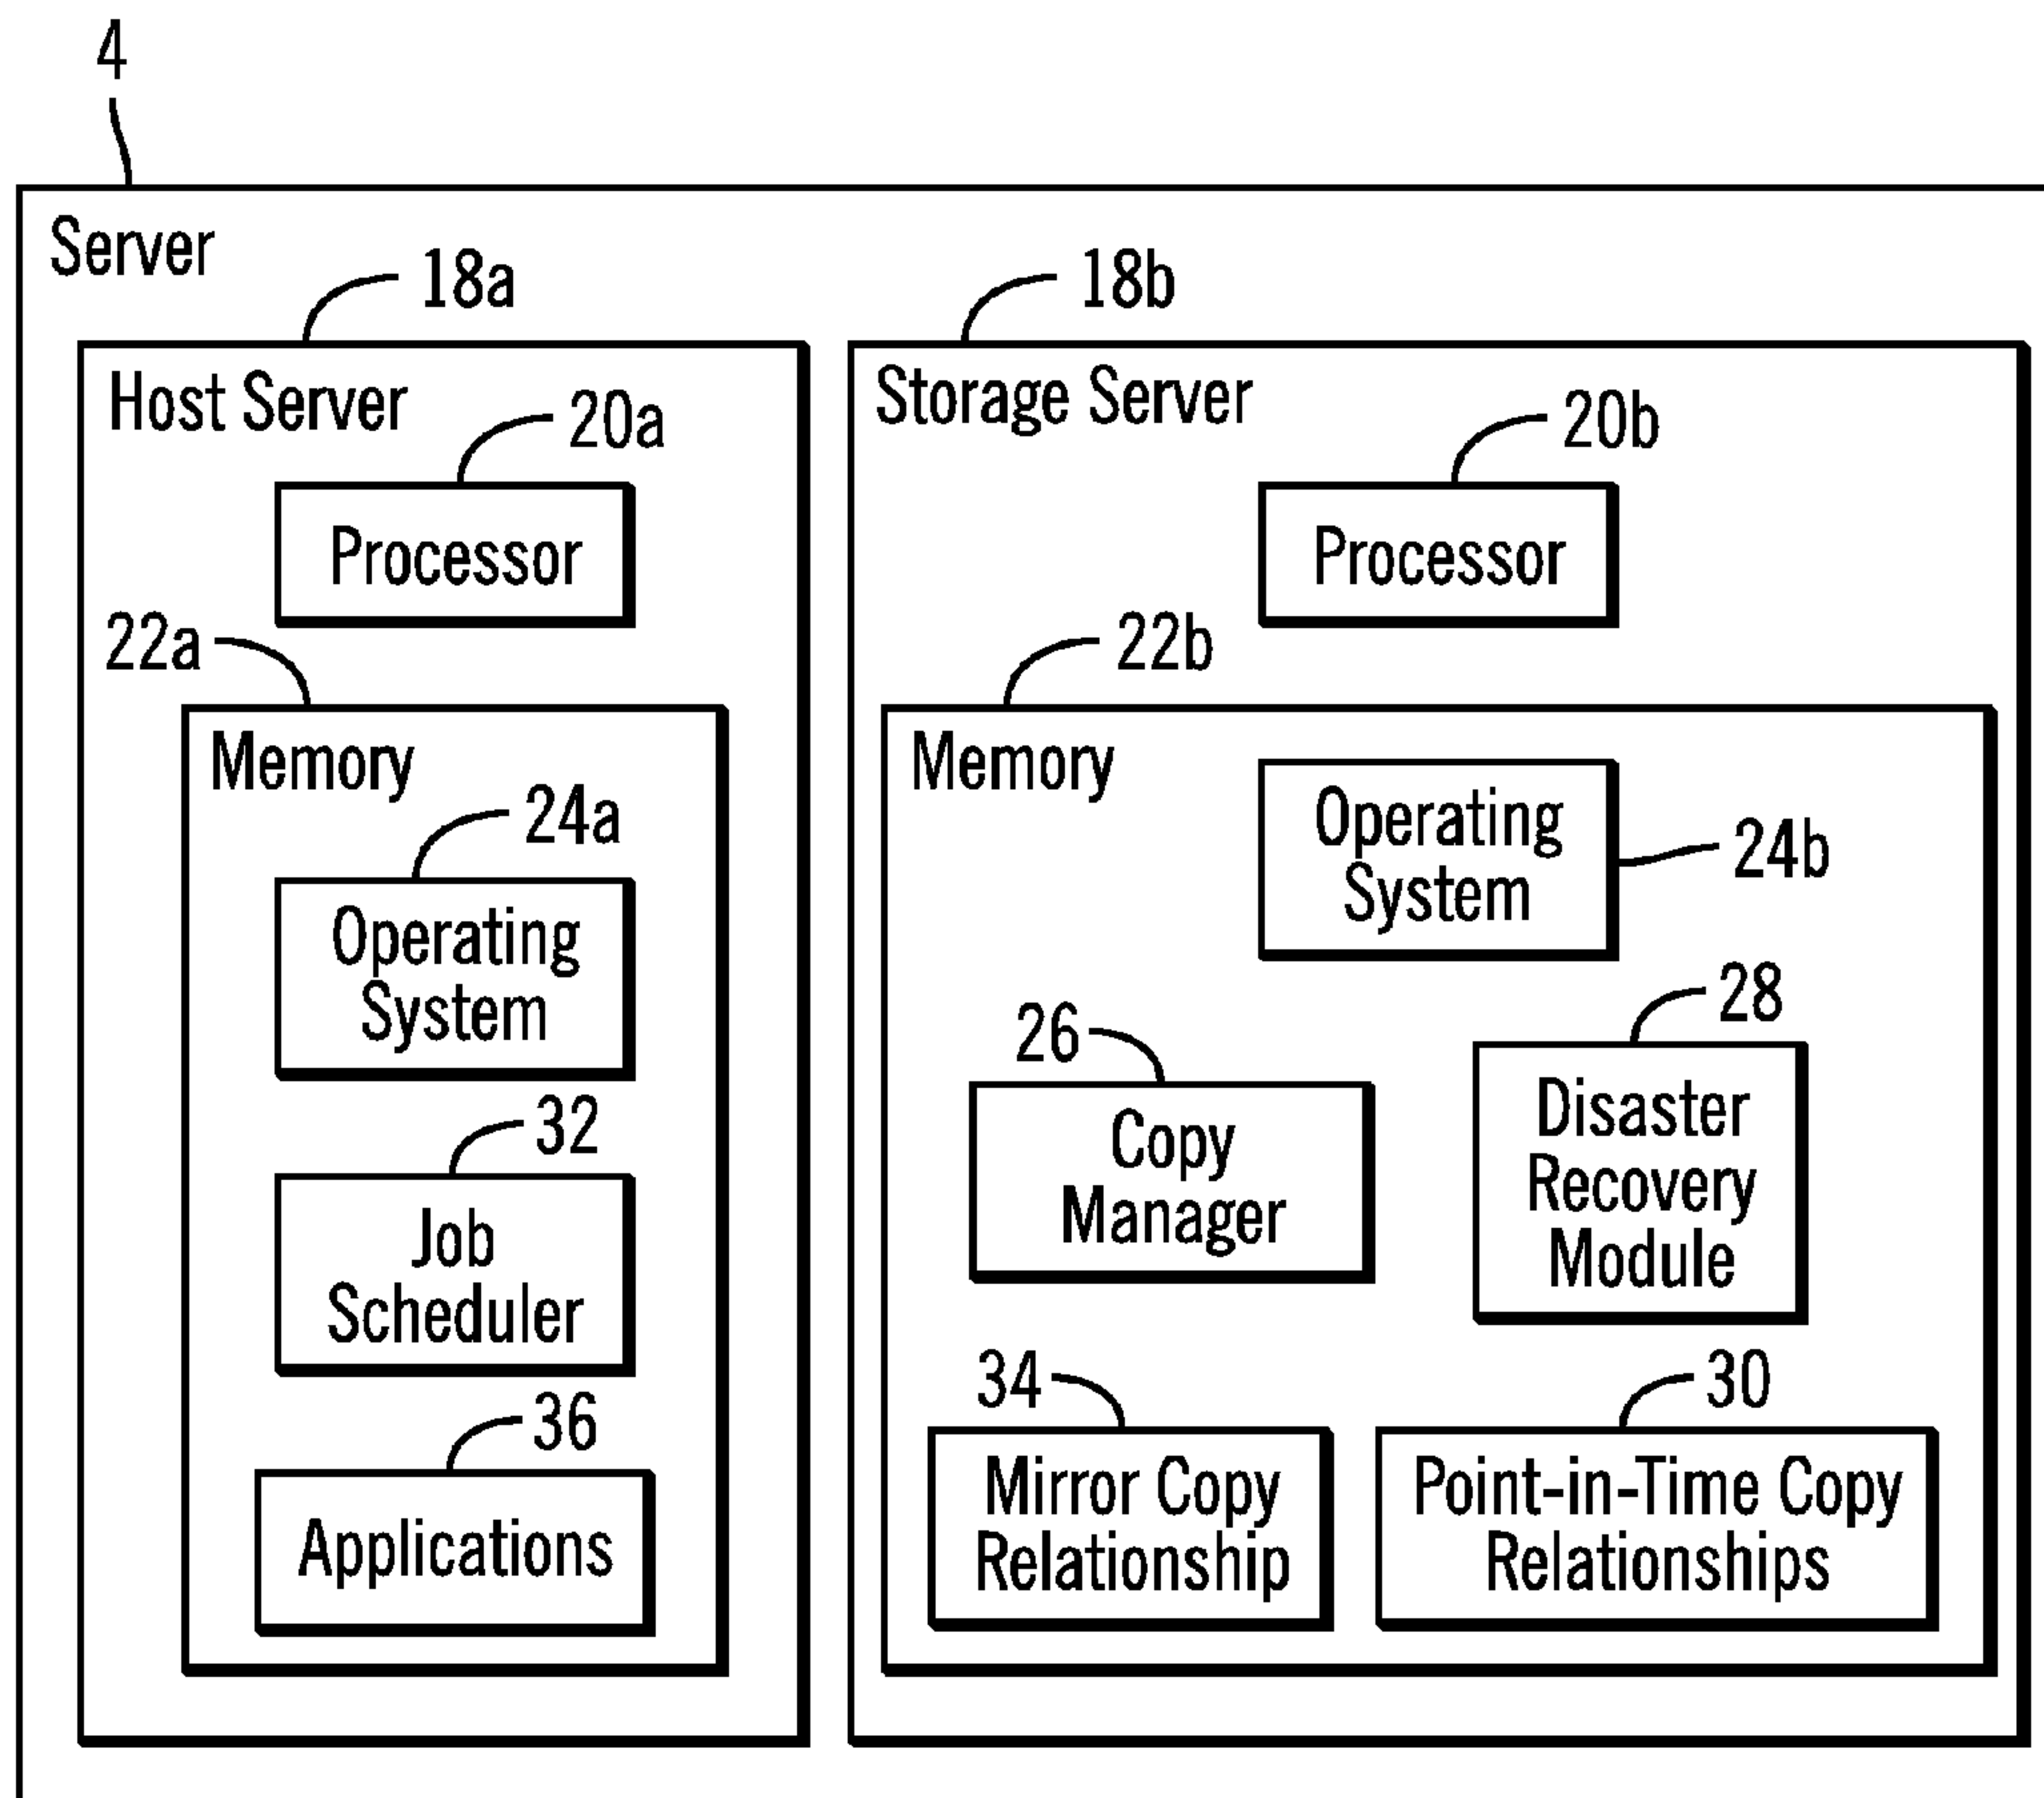 4
Server
18a
Host Server
20a
Processor
22a
Memory
24a
Operating
System
32
Job
Scheduler
36
Applications
18b
Storage Server
20b
Processor
22b
Memory
Operating
System
24b
26
Copy
Manager
28
Disaster
Recovery
Module
34
Mirror Copy
Relationship
30
Point-in-Time Copy
Relationships